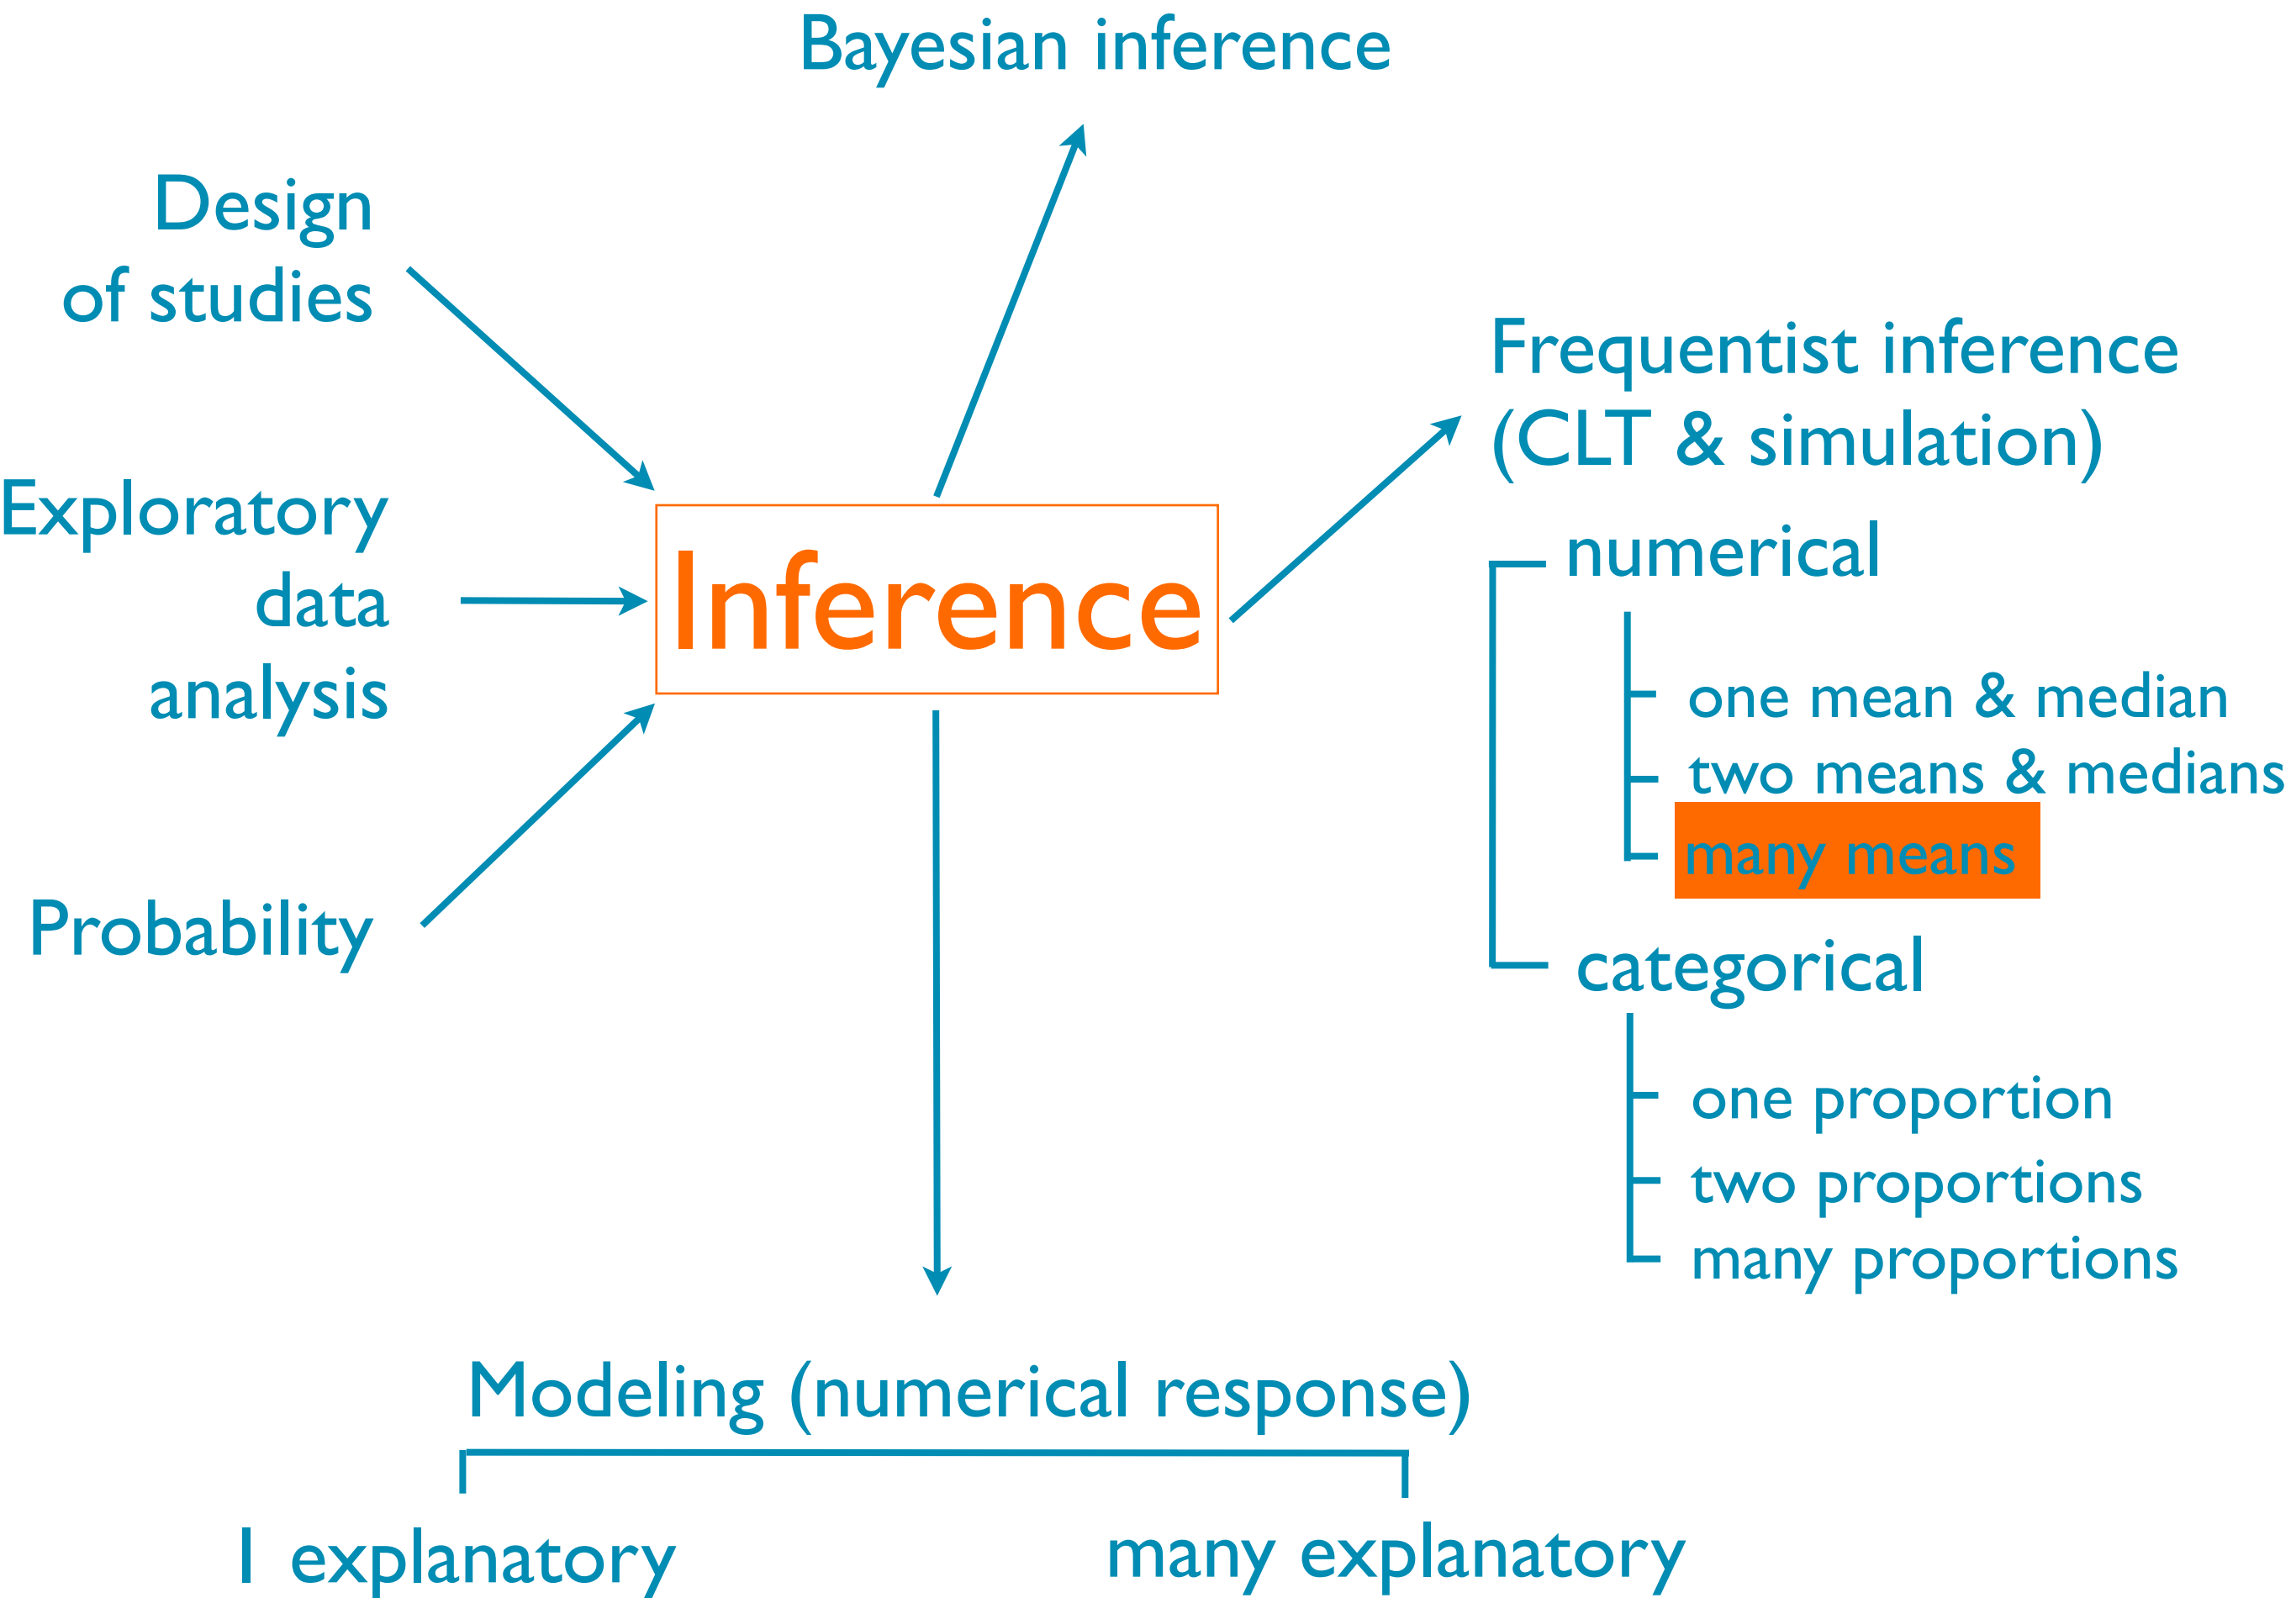 Bayesian inference
Design
of studies
Exploratory
data
analysis
Probability
Inference
Frequentist inference
(CLT & simulation)
numerical
one mean & median
two means & medians
many means
categorical
one proportion
two proportions
many proportions
Modeling (numerical response)
1 explanatory
many explanatory